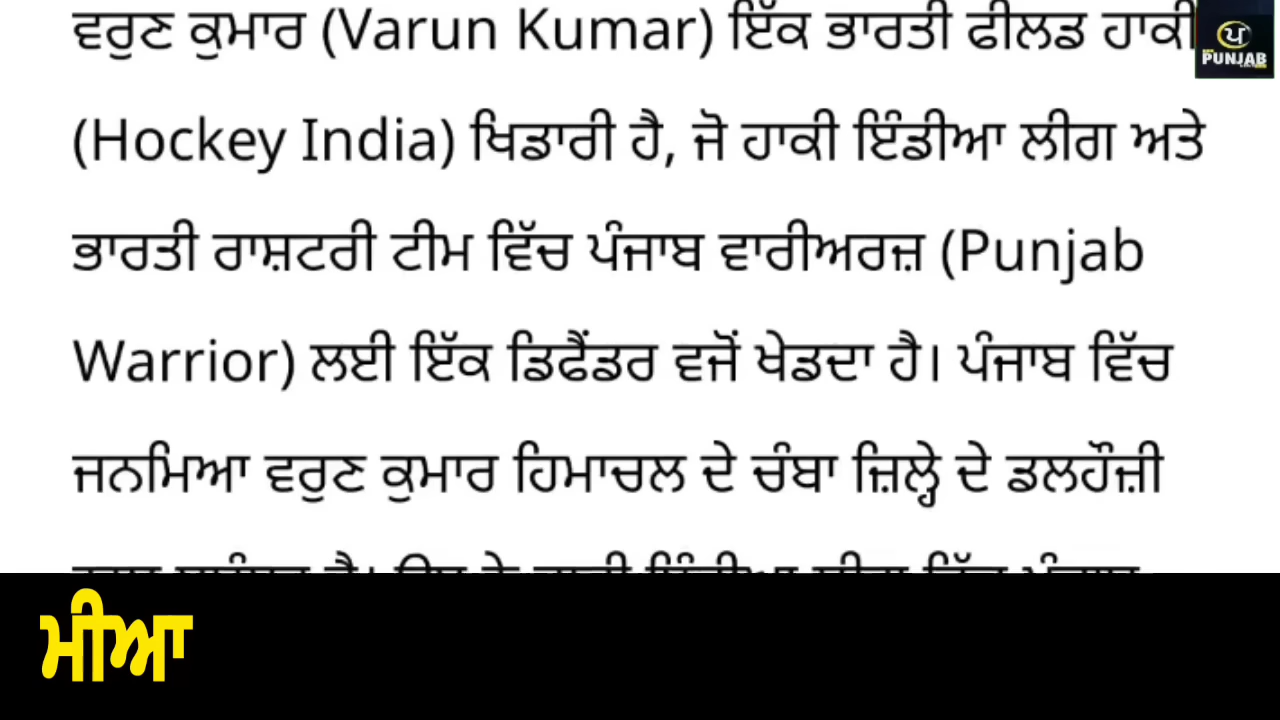 ਵਰੁਣ ਕੁਮਾਰ (Varun Kumar) ਇੱਕ ਭਾਰਤੀ ਫੀਲਡ ਹਾਕੀ
ਪ
PUNJAB
(Hockey India) ਖਿਡਾਰੀ ਹੈ, ਜੋ ਹਾਕੀ ਇੰਡੀਆ ਲੀਗ ਅਤੇ
ਭਾਰਤੀ ਰਾਸ਼ਟਰੀ ਟੀਮ ਵਿੱਚ ਪੰਜਾਬ ਵਾਰੀਅਰਜ਼ (Punjab
Warrior) ਲਈ ਇੱਕ ਡਿਫੈਂਡਰ ਵਜੋਂ ਖੇਡਦਾ ਹੈ। ਪੰਜਾਬ ਵਿੱਚ
ਜਨਮਿਆ ਵਰੁਣ ਕੁਮਾਰ ਹਿਮਾਚਲ ਦੇ ਚੰਬਾ ਜ਼ਿਲ੍ਹੇ ਦੇ ਡਲਹੌਜ਼ੀ
ਮੀਆ